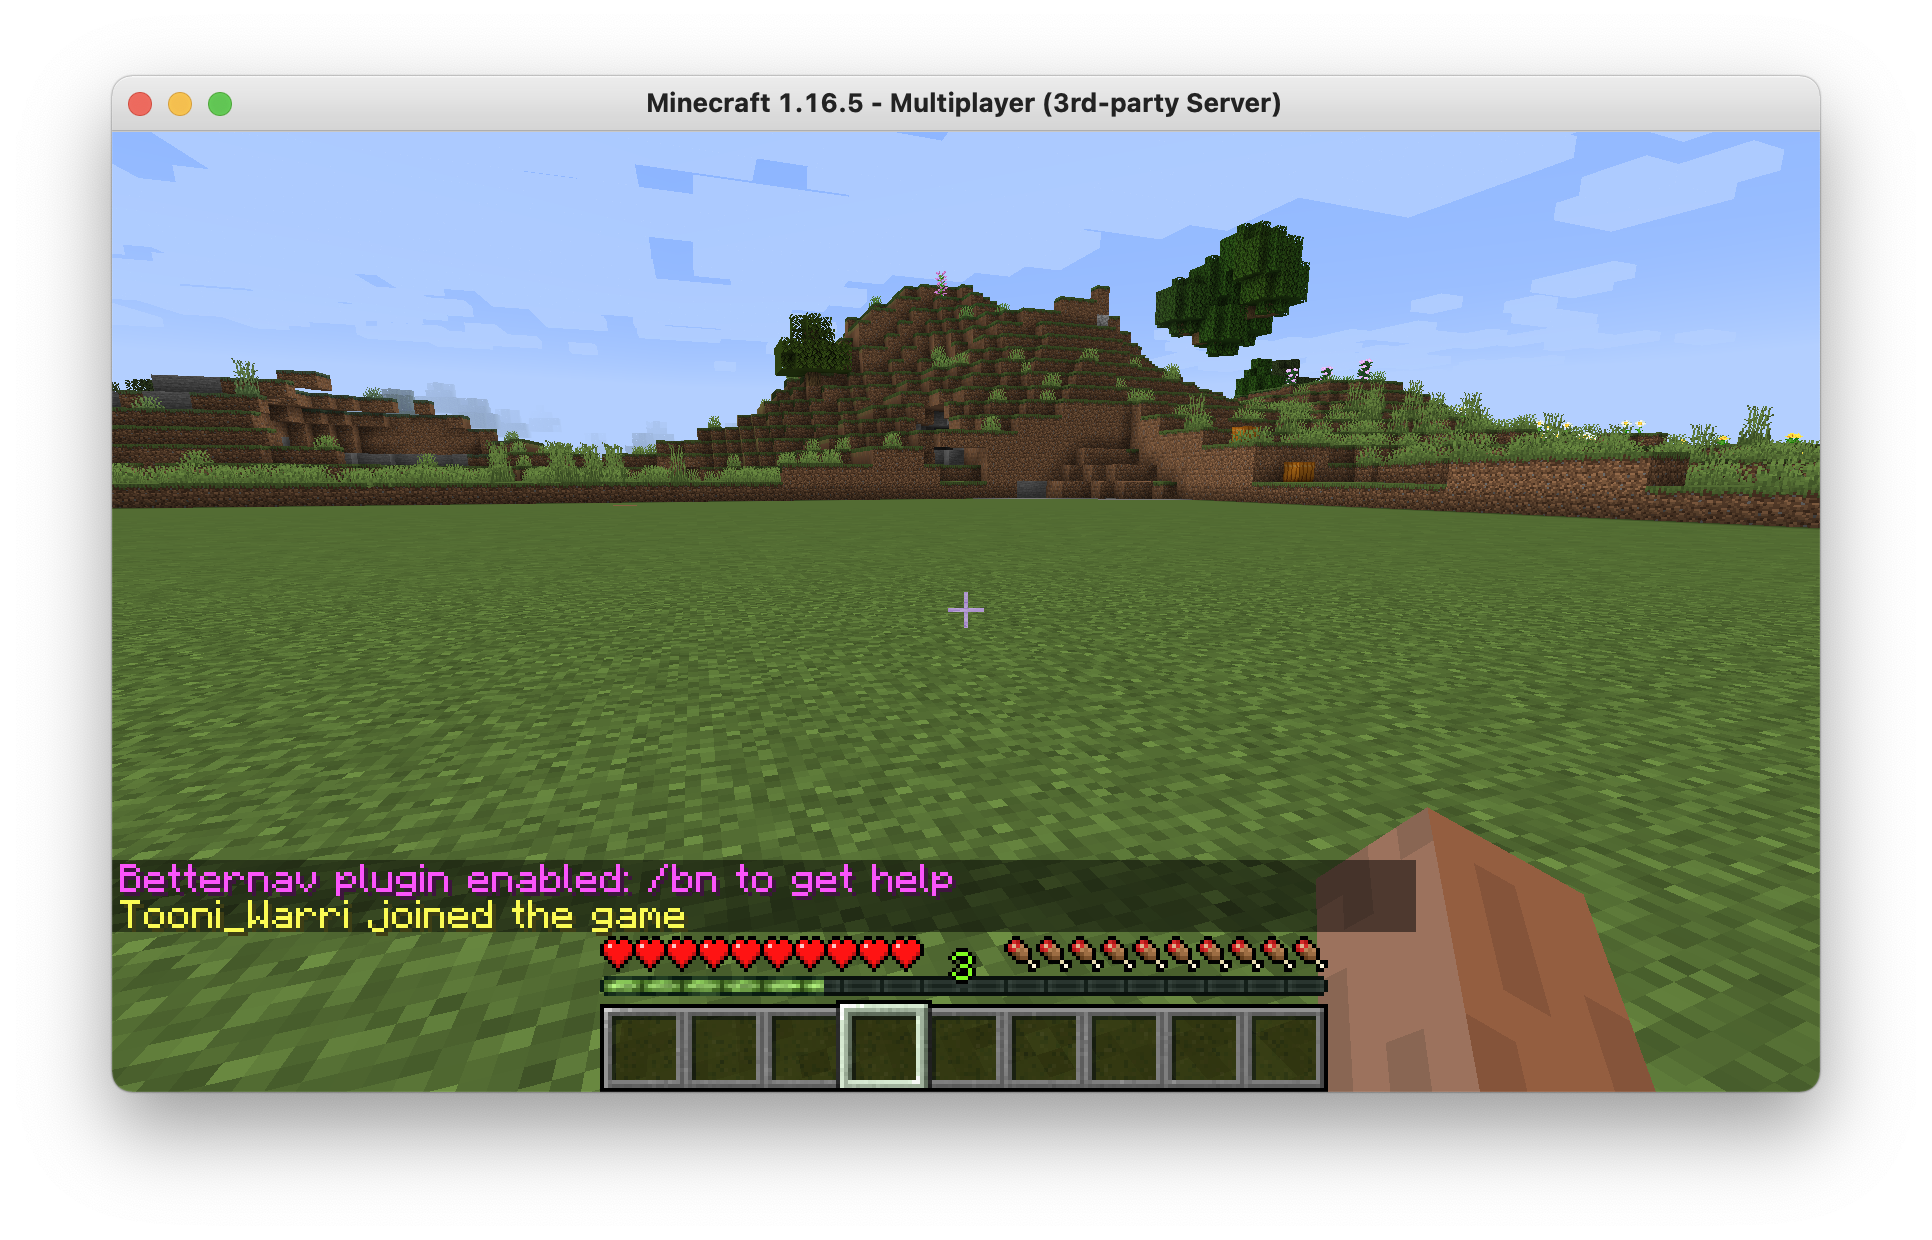 Minecraft 1.16.5 - Multiplayer (3rd-party Server)
Betternav plugin enabled: /bn to get help
Tooni_Warri joined the game
3